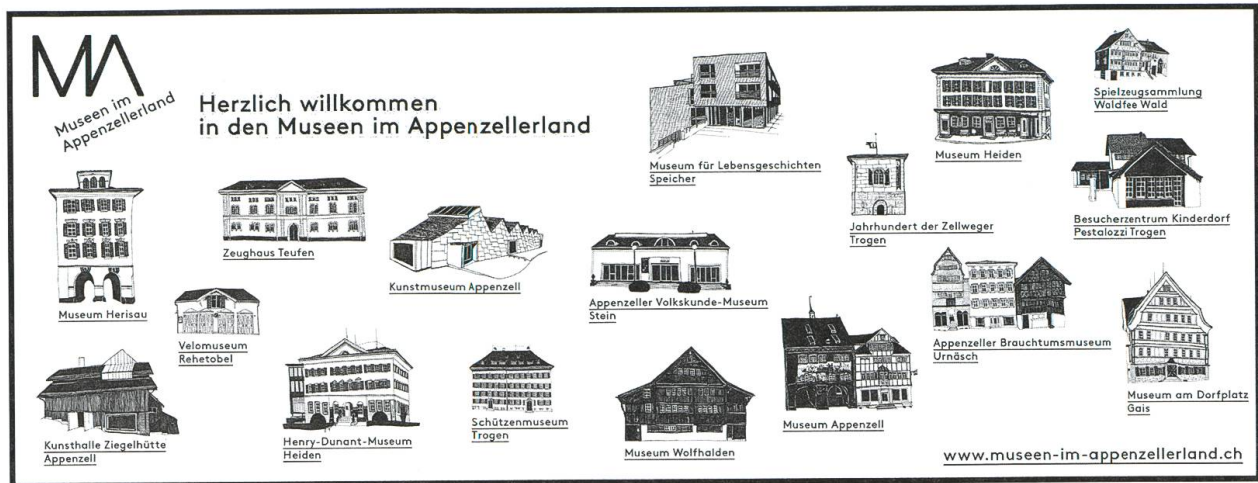 MA
Museen im
Appenzellerland
Herzlich willkommen
in den Museen im Appenzellerland
Museum für Lebensgeschichten
Speicher
Museum Heiden
Spielzeugsammlung
Waldfee Wald
Jahrhundert der Zellweger
Trogen
Besucherzentrum Kinderdorf
Pestalozzi Trogen
Museum Herisau
Zeughaus Teufen
Kunstmuseum Appenzell
Appenzeller Volkskunde-Museum
Stein
Velomuseum
Rehetobel
Appenzeller Brauchtumsmuseum
Urnäsch
Museum am Dorfplatz
Gais
Kunsthalle Ziegelhütte
Appenzell
Henry-Dunant-Museum
Heiden
Schützenmuseum
Trogen
Museum Wolfhalden
Museum Appenzell
www.museen-im-appenzellerland.ch